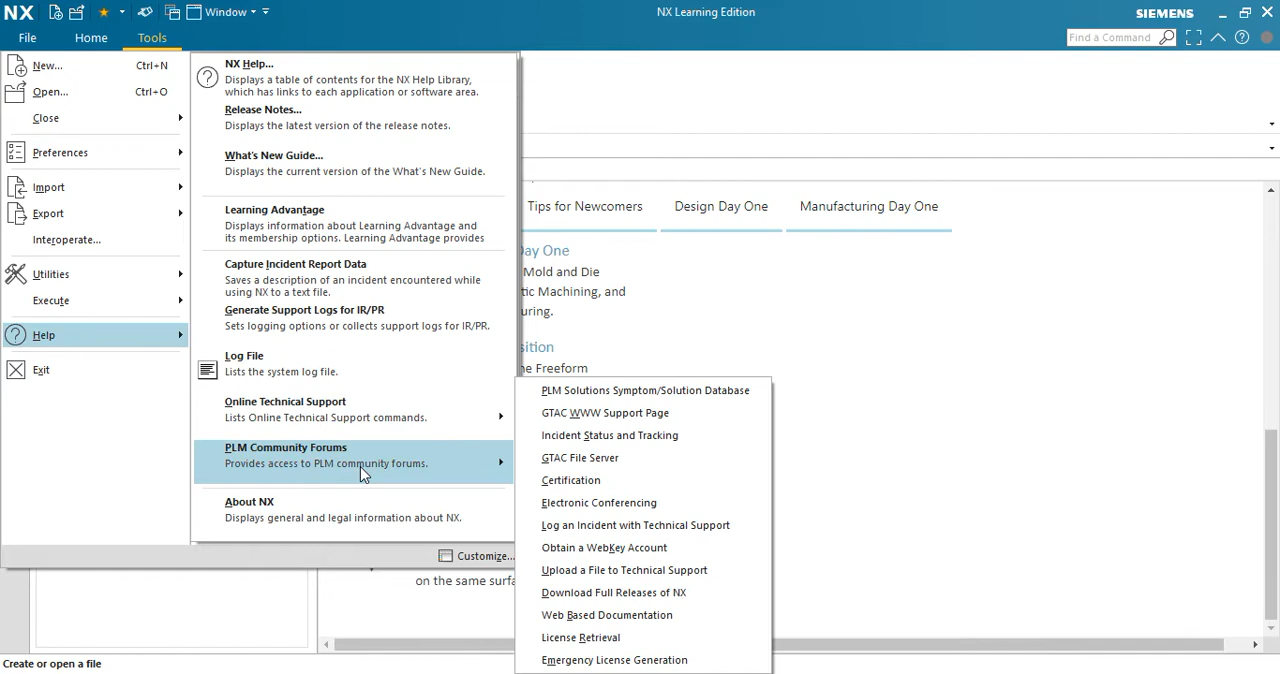 NX Window NX Learning Edition SIEMENS
File Home Tools Find a Command
New... Ctrl+N
Open... Ctrl+O
Close
Preferences
Import
Export
Interoperate...
Utilities
Execute
Help
Exit
NX Help...
Displays a table of contents for the NX Help Library,
which has links to each application or software area.
Release Notes...
Displays the latest version of the release notes.
What's New Guide...
Displays the current version of the What's New Guide.
Learning Advantage
Displays information about Learning Advantage and
its membership options. Learning Advantage provides
Capture Incident Report Data
Saves a description of an incident encountered while
using NX to a text file.
Generate Support Logs for IR/PR
Sets logging options or collects support logs for IR/PR.
Log File
Lists the system log file.
Online Technical Support
Lists Online Technical Support commands.
PLM Community Forums
Provides access to PLM community forums.
About NX
Displays general and legal information about NX.
Customize...
PLM Solutions Symptom/Solution Database
GTAC WWW Support Page
Incident Status and Tracking
GTAC File Server
Certification
Electronic Conferencing
Log an Incident with Technical Support
Obtain a WebKey Account
Upload a File to Technical Support
Download Full Releases of NX
Web Based Documentation
License Retrieval
Emergency License Generation
Tips for Newcomers Design Day One Manufacturing Day One
Day One
Mold and Die
tic Machining, and
uring.
sition
ne Freeform
on the same surfa
Create or open a file